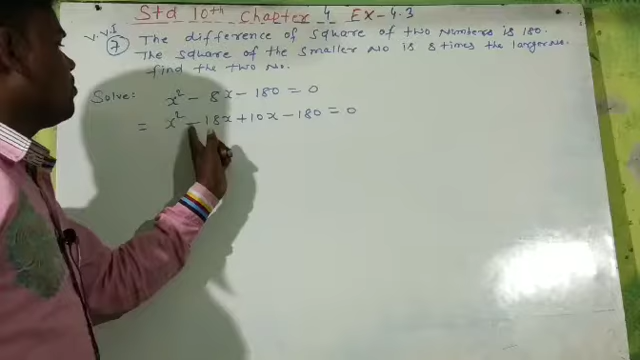 Std 10th Chapter 4 EX-4.3
V.V.I
7 The difference of square of two numbers is 180.
The square of the smaller no is 8 times the larger no.
find the two no.
Solve: x² - 8x - 180 = 0
= x² - 18x + 10x - 180 = 0